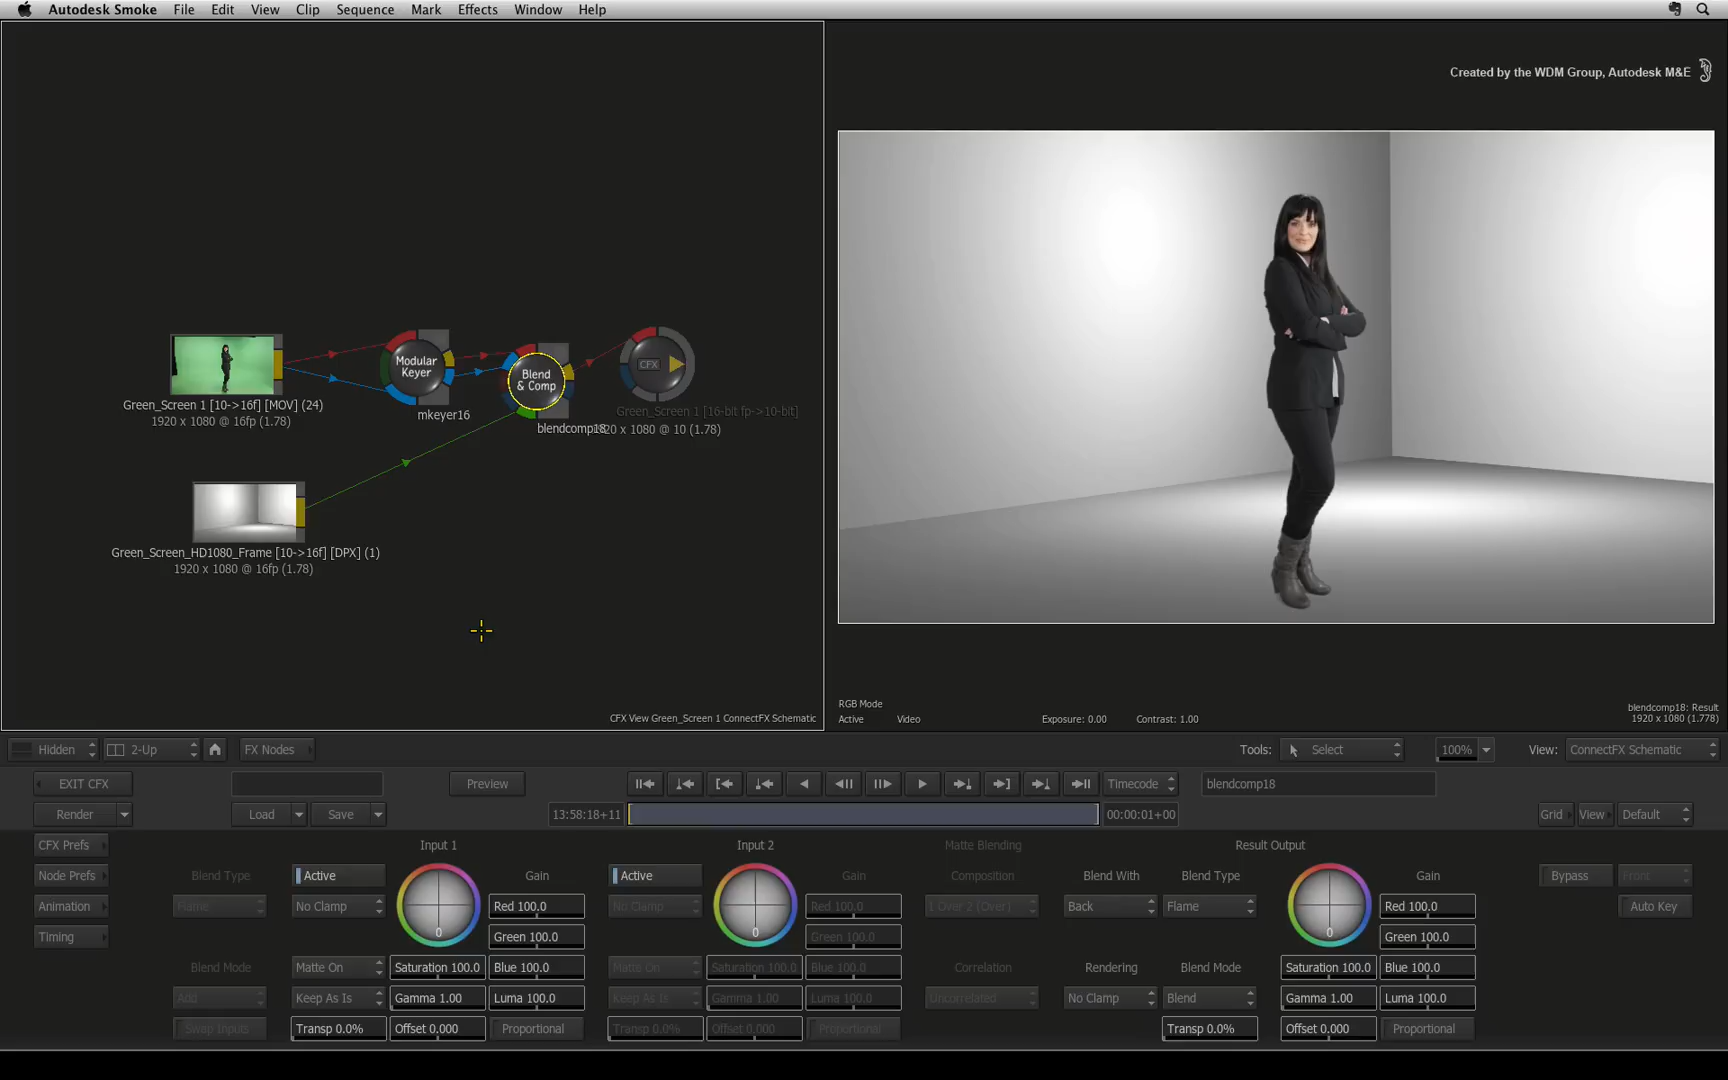 Autodesk Smoke File Edit View Clip Sequence Mark Effects Window Help
Created by the WDM Group, Autodesk M&E
Modular Keyer
Blend & Comp
CFX
Green_Screen 1 [10->16f] [MOV] (24)
1920 x 1080 @ 16fp (1.78)
mkeyer16
Green_Screen 1 [16-bit fp->10-bit]
blendcomp18
20 x 1080 @ 10 (1.78)
Green_Screen_HD1080_Frame [10->16f] [DPX] (1)
1920 x 1080 @ 16fp (1.78)
CFX View Green_Screen 1 ConnectFX Schematic
RGB Mode
Active Video Exposure: 0.00 Contrast: 1.00
blendcomp18: Result
1920 x 1080 (1.778)
Hidden 2-Up FX Nodes Tools: Select 100% View: ConnectFX Schematic
EXIT CFX Preview Timecode blendcomp18
Render Load Save 13:58:18+11 00:00:01+00 Grid View Default
CFX Prefs Input 1 Input 2 Matte Blending Result Output
Node Prefs Blend Type Active Gain Active Gain Composition Blend With Blend Type Gain Bypass Front
Animation Flame No Clamp Red 100.0 No Clamp Red 100.0 1 Over 2 (Over) Back Flame Red 100.0 Auto Key
Timing 0 Green 100.0 0 Green 100.0 0 Green 100.0
Blend Mode Matte On Saturation 100.0 Blue 100.0 Matte On Saturation 100.0 Blue 100.0 Correlation Rendering Blend Mode Saturation 100.0 Blue 100.0
Add Keep As Is Gamma 1.00 Luma 100.0 Keep As Is Gamma 1.00 Luma 100.0 Uncorrelated No Clamp Blend Gamma 1.00 Luma 100.0
Swap Inputs Transp 0.0% Offset 0.000 Proportional Transp 0.0% Offset 0.000 Proportional Transp 0.0% Offset 0.000 Proportional